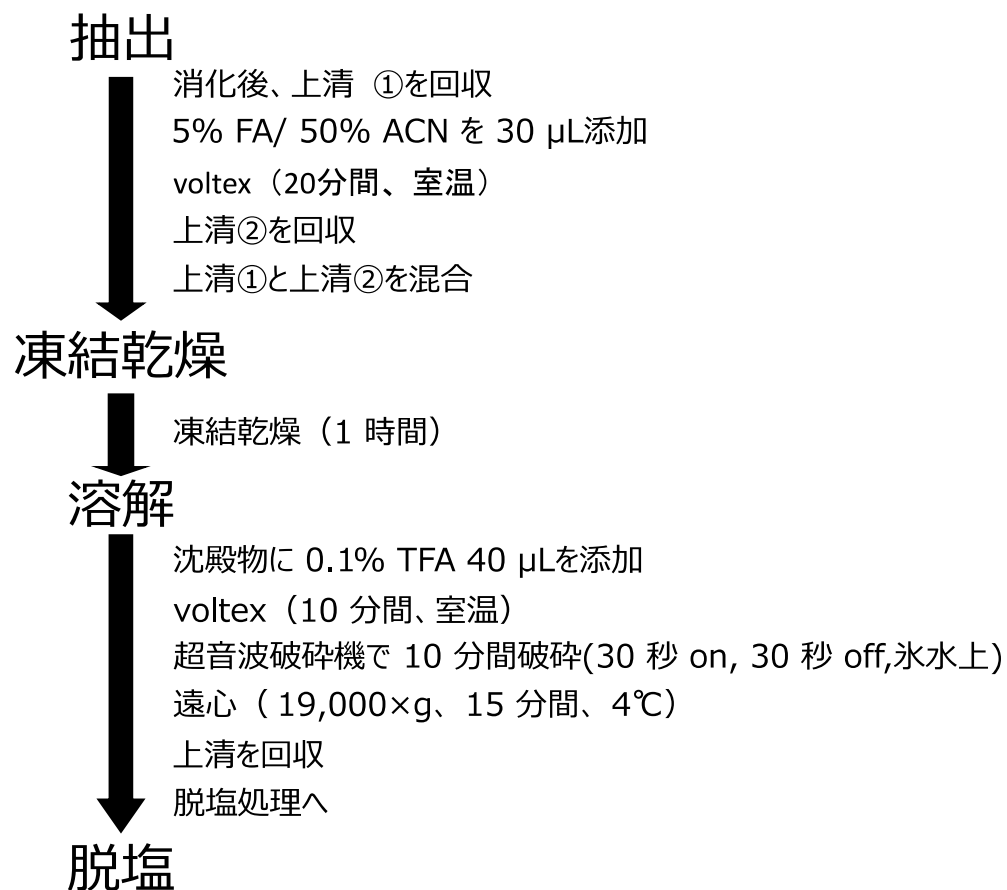 抽出
消化後、上清 ①を回収
5% FA/ 50% ACN を 30 µL添加
voltex（20分間、室温）
上清②を回収
上清①と上清②を混合
凍結乾燥
凍結乾燥（1 時間）
溶解
沈殿物に 0.1% TFA 40 µLを添加
voltex（10 分間、室温）
超音波破砕機で 10 分間破砕(30 秒 on, 30 秒 off,氷水上)
遠心（ 19,000×g、15 分間、4℃）
上清を回収
脱塩処理へ
脱塩